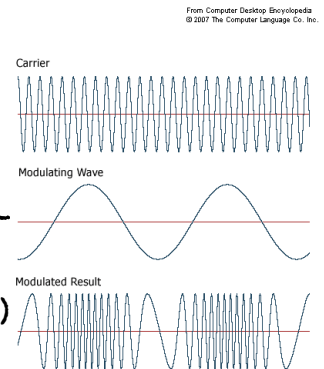 From Computer Desktop Encyclopedia
© 2007 The Computer Language Co. Inc.
Carrier
Modulating Wave
Modulated Result